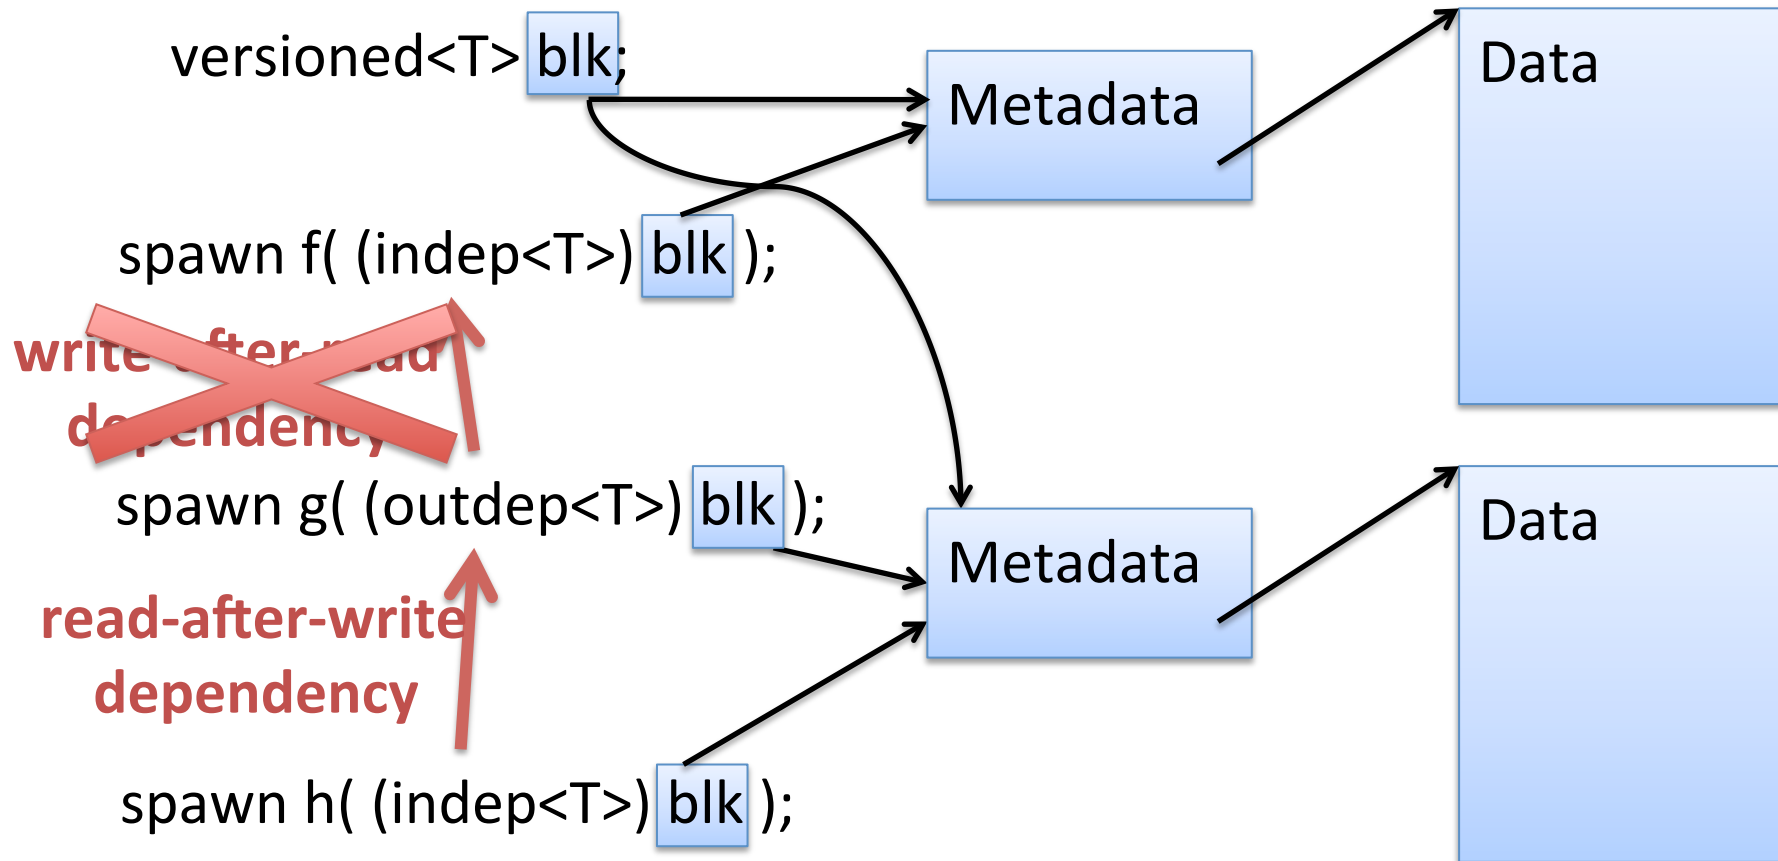 versioned<T> blk;
Metadata
Data
spawn f( (indep<T>) blk );
write-after-read
dependency
spawn g( (outdep<T>) blk );
Metadata
Data
read-after-write
dependency
spawn h( (indep<T>) blk );